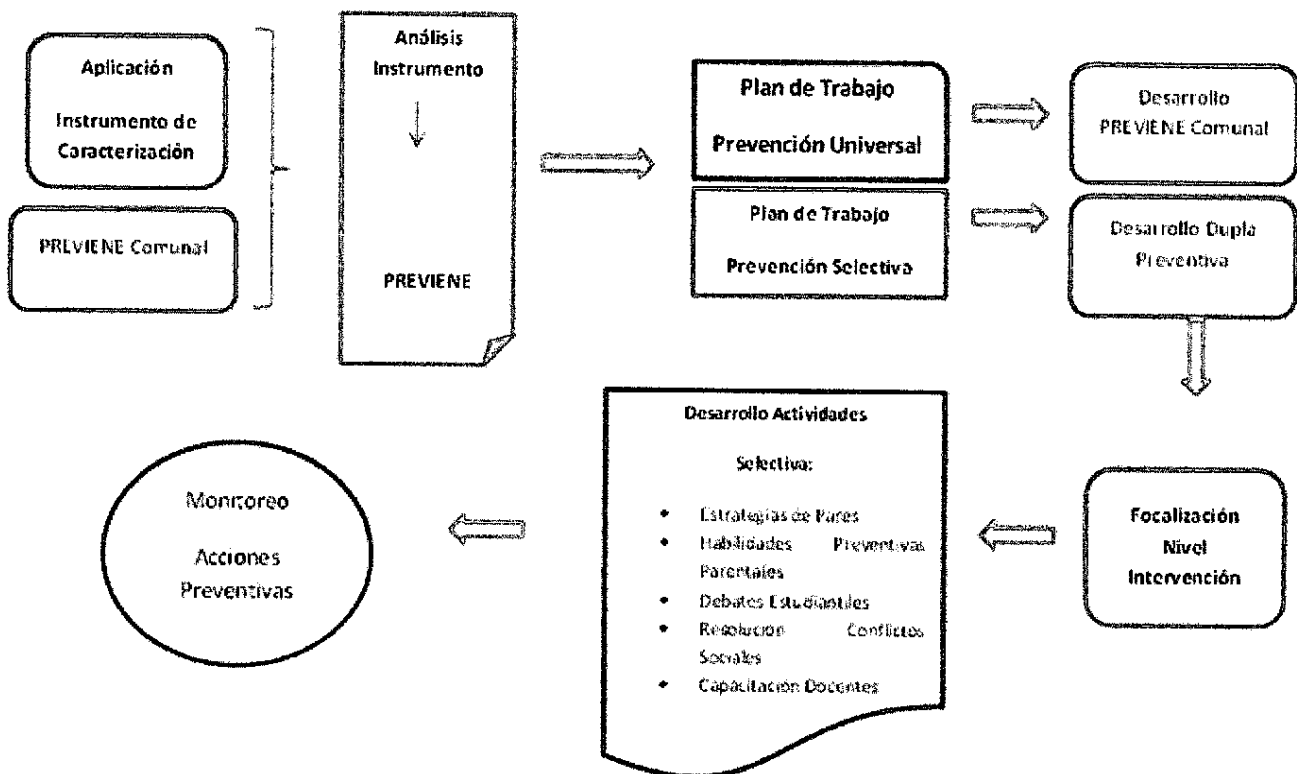 Aplicación
Instrumento de
Caracterización
PREVIENE Comunal
Análisis
Instrumento
PREVIENE
Plan de Trabajo
Prevención Universal
Plan de Trabajo
Prevención Selectiva
Desarrollo
PREVIENE Comunal
Desarrollo Dupla
Preventiva
Focalización
Nivel
Intervención
Desarrollo Actividades
Selectiva:
• Estrategias de Pares
• Habilidades Preventivas
Parentales
• Debates Estudiantiles
• Resolución Conflictos
Sociales
• Capacitación Docentes
Monitoreo
Acciones
Preventivas